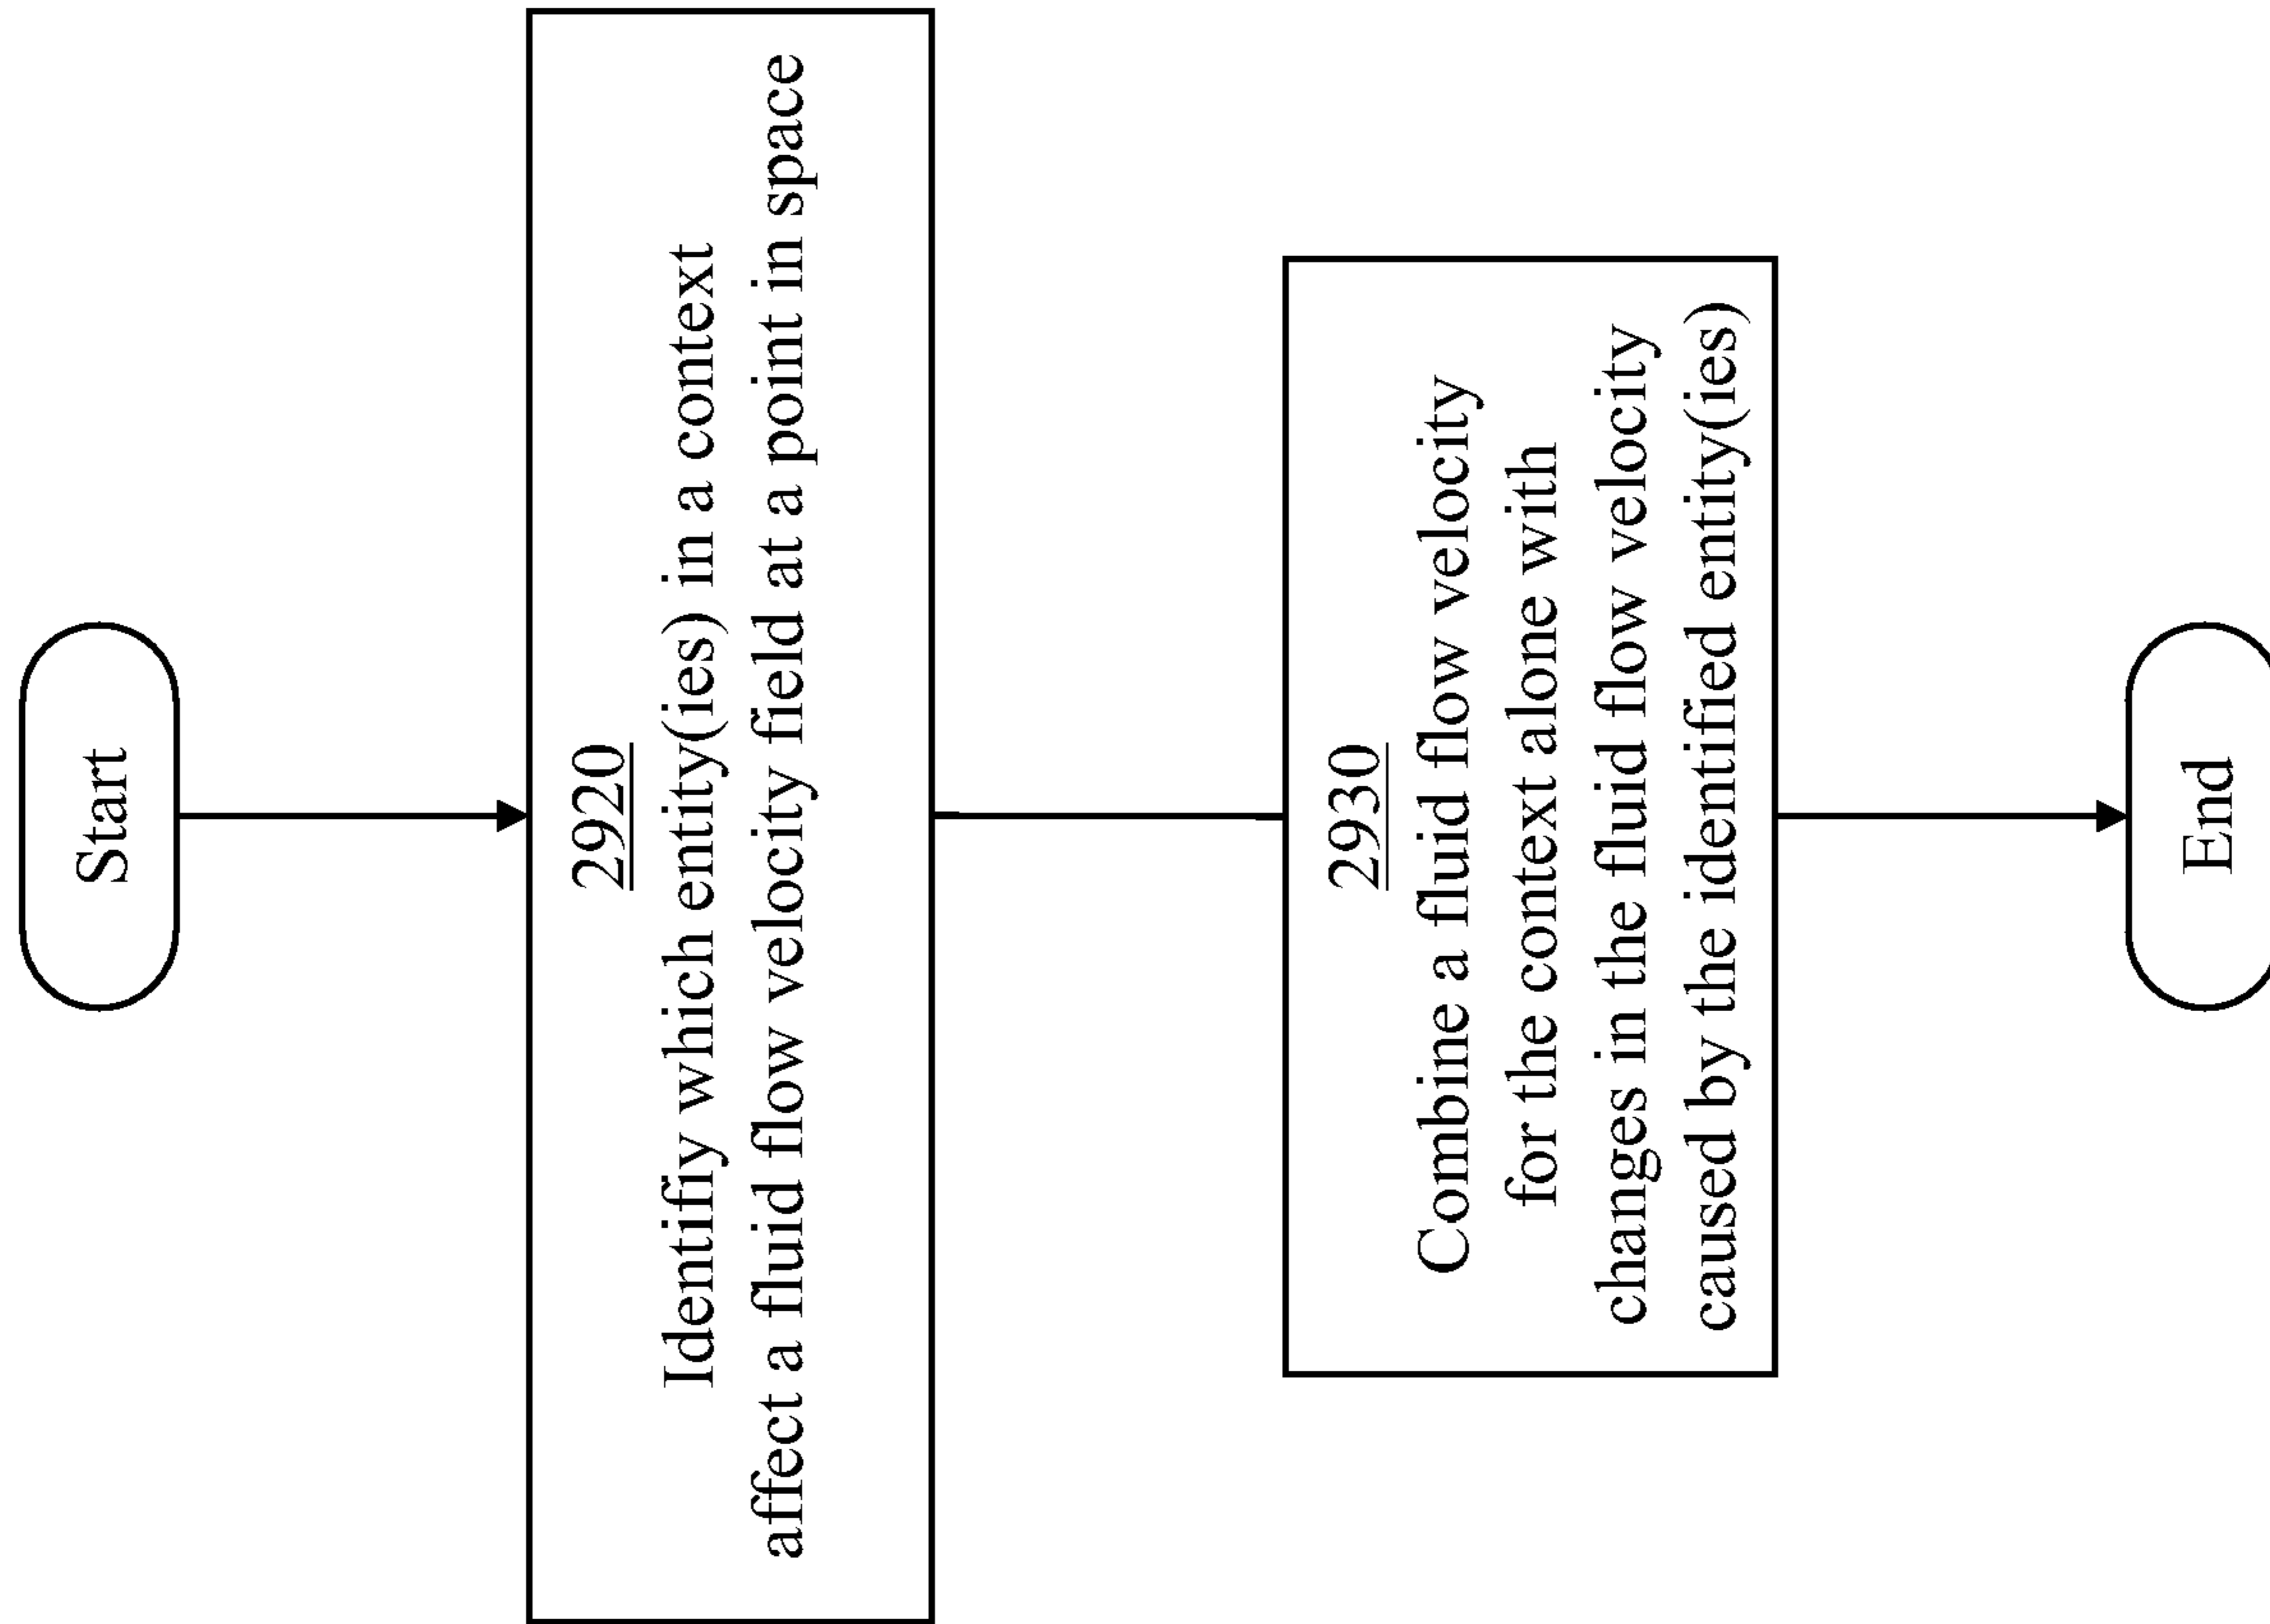 Start
2920
Identifiy which entity(ies) in a context
affect a fluid flow velocity field at a point in space
2930
Combine a fluid flow velocity
for the context alone with
changes in the fluid flow velocity
caused by the identified entity(ies)
End